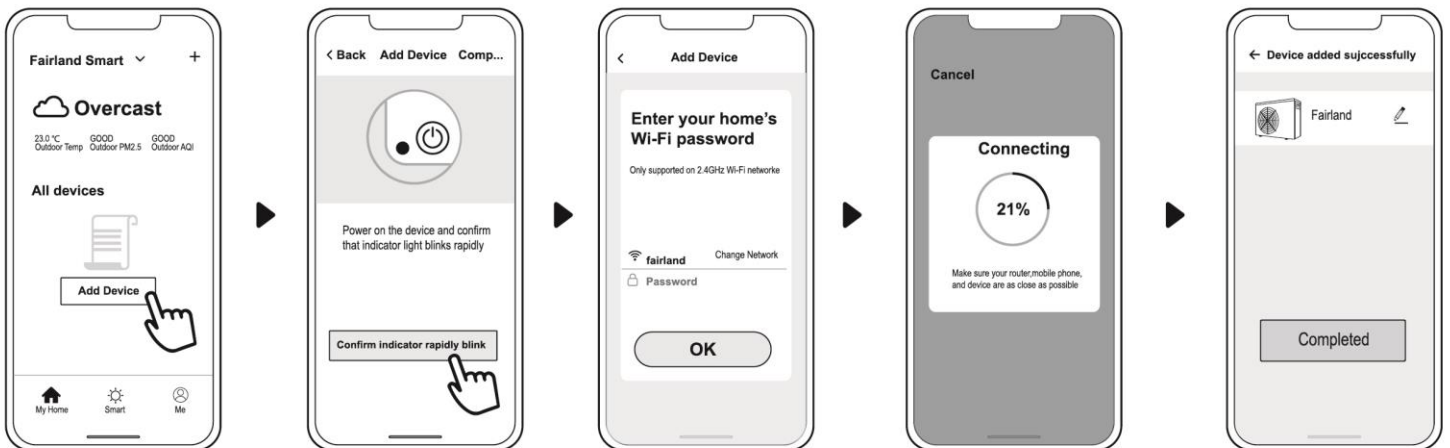 Fairland Smart
+
Overcast
23.0 ℃ GOOD GOOD
Outdoor Temp Outdoor PM2.5 Outdoor AQI
All devices
Add Device
My Home Smart Me
< Back Add Device Comp...
Power on the device and confirm
that indicator light blinks rapidly
Confirm indicator rapidly blink
< Add Device
Enter your home's
Wi-Fi password
Only supported on 2.4GHz Wi-Fi networke
fairland Change Network
Password
OK
Cancel
Connecting
21%
Make sure your router,mobile phone,
and device are as close as possible
← Device added sujccessfully
Fairland
Completed